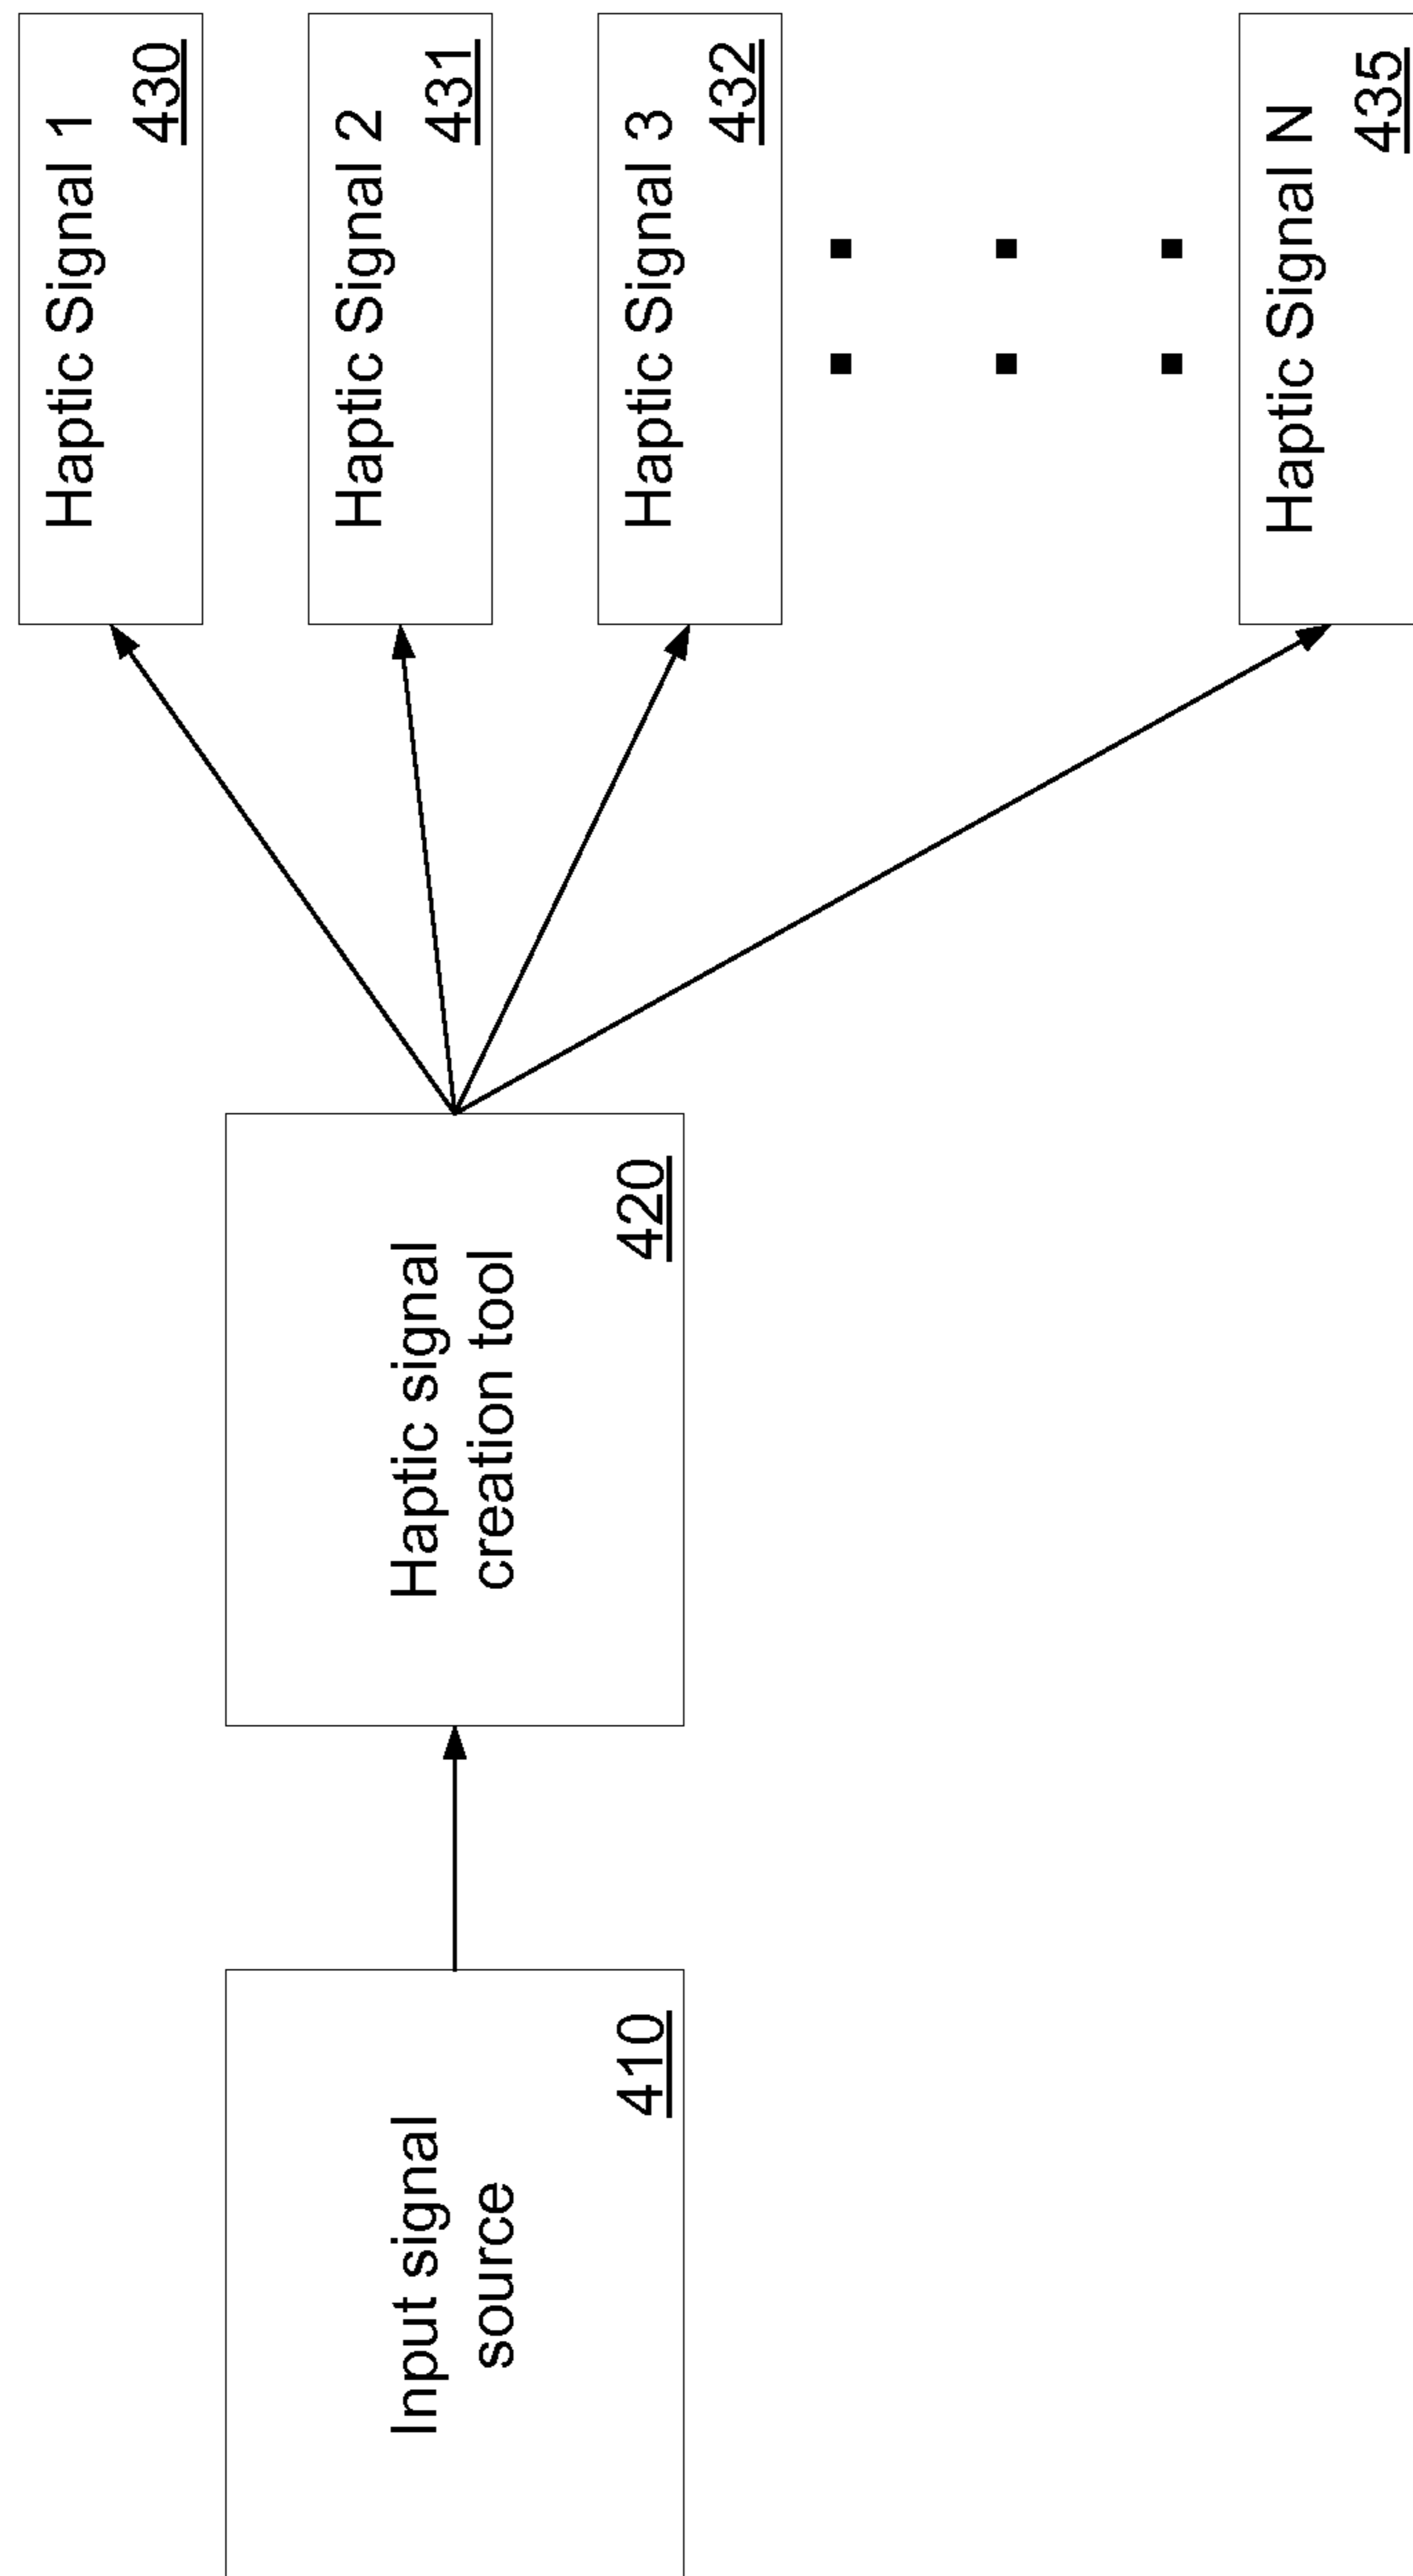 Input signal
source
410
Haptic signal
creation tool
420
Haptic Signal 1
430
Haptic Signal 2
431
Haptic Signal 3
432
Haptic Signal N
435